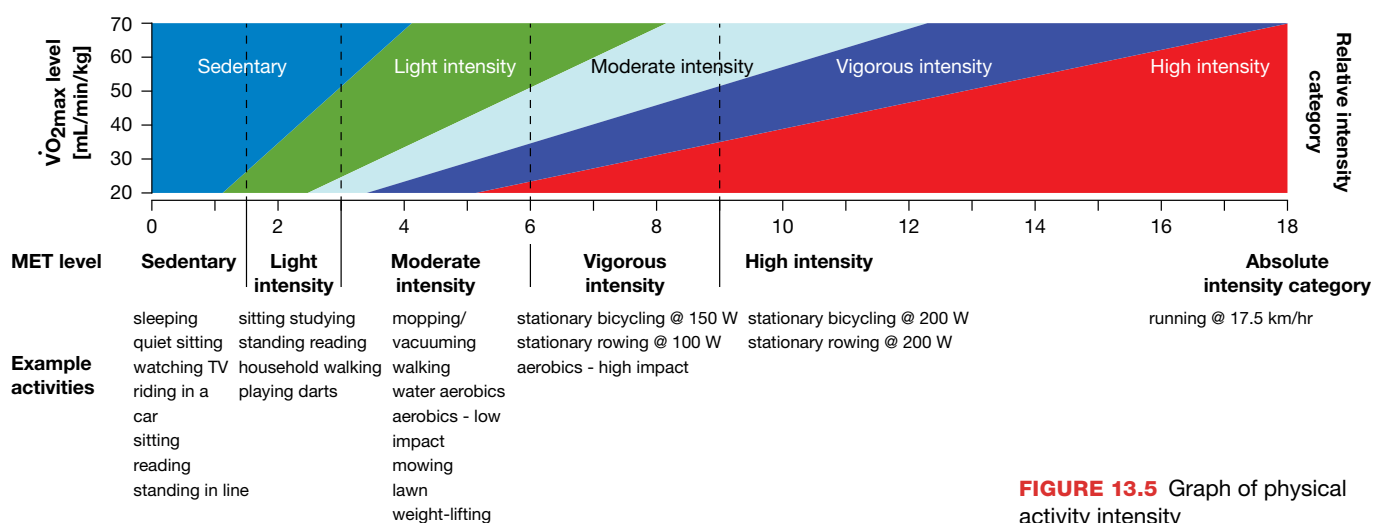 70
60
50
40
30
20
V̇O2max level
[mL/min/kg]
Sedentary
Light intensity
Moderate intensity
Vigorous intensity
High intensity
Relative intensity
category
0 2 4 6 8 10 12 14 16 18
MET level
Sedentary
Light
intensity
Moderate
intensity
Vigorous
intensity
High intensity
Absolute
intensity category
Example
activities
sleeping
quiet sitting
watching TV
riding in a
car
sitting
reading
standing in line
sitting studying
standing reading
household walking
playing darts
mopping/
vacuuming
walking
water aerobics
aerobics - low
impact
mowing
lawn
weight-lifting
stationary bicycling @ 150 W
stationary rowing @ 100 W
aerobics - high impact
stationary bicycling @ 200 W
stationary rowing @ 200 W
running @ 17.5 km/hr
FIGURE 13.5 Graph of physical
activity intensity